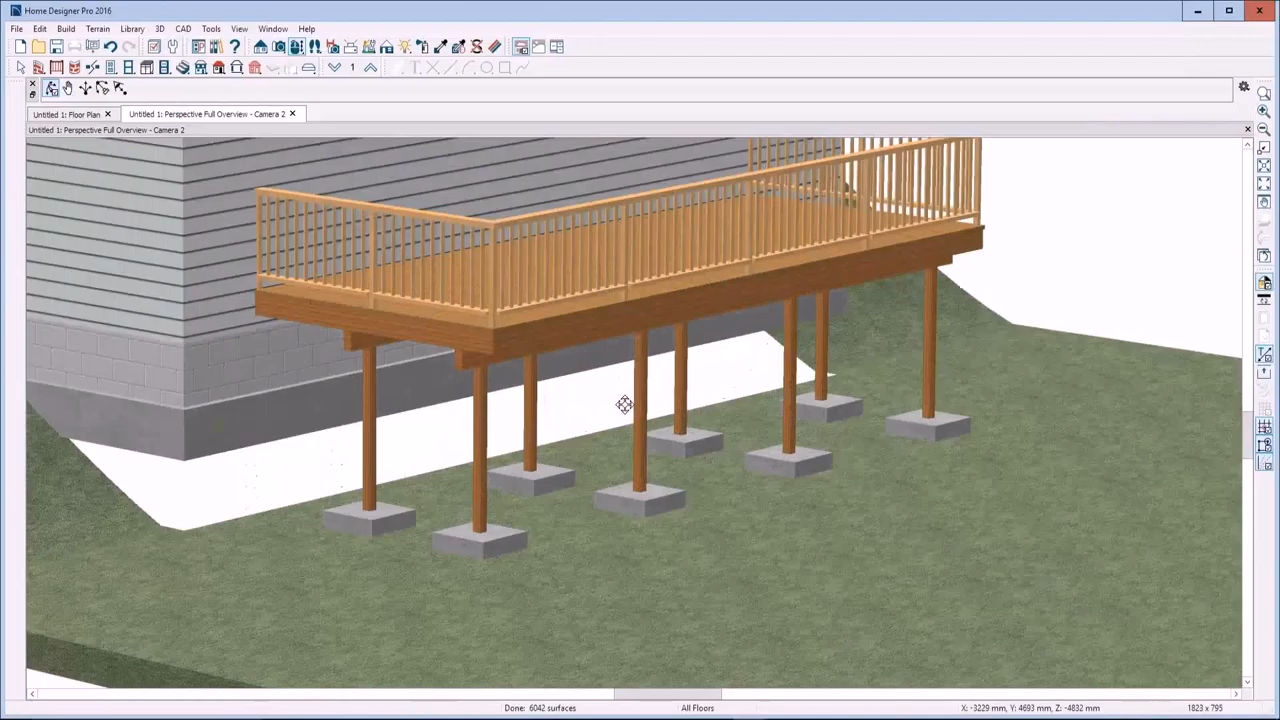 Home Designer Pro 2016
File Edit Build Terrain Library 3D CAD Tools View Window Help
1
Untitled 1: Floor Plan Untitled 1: Perspective Full Overview - Camera 2
Untitled 1: Perspective Full Overview - Camera 2
Done: 6042 surfaces All Floors X: -3229 mm, Y: 4693 mm, Z: -4832 mm 1823 x 795